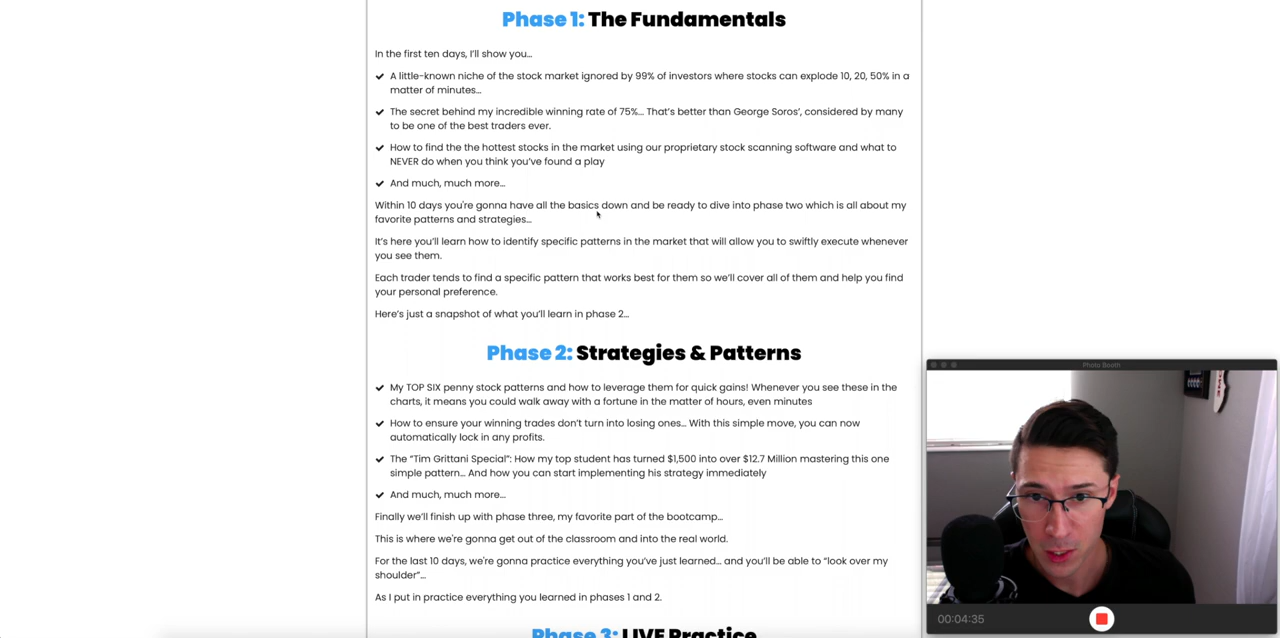 Phase 1: The Fundamentals
In the first ten days, I'll show you...
A little-known niche of the stock market ignored by 99% of investors where stocks can explode 10, 20, 50% in a
matter of minutes...
The secret behind my incredible winning rate of 75%... That's better than George Soros', considered by many
to be one of the best traders ever.
How to find the the hottest stocks in the market using our proprietary stock scanning software and what to
NEVER do when you think you've found a play
And much, much more...
Within 10 days you're gonna have all the basics down and be ready to dive into phase two which is all about my
favorite patterns and strategies...
It's here you'll learn how to identify specific patterns in the market that will allow you to swiftly execute whenever
you see them.
Each trader tends to find a specific pattern that works best for them so we'll cover all of them and help you find
your personal preference.
Here's just a snapshot of what you'll learn in phase 2...
Phase 2: Strategies & Patterns
My TOP SIX penny stock patterns and how to leverage them for quick gains! Whenever you see these in the
charts, it means you could walk away with a fortune in the matter of hours, even minutes
How to ensure your winning trades don't turn into losing ones... With this simple move, you can now
automatically lock in any profits.
The "Tim Grittani Special": How my top student has turned $1,500 into over $12.7 Million mastering this one
simple pattern... And how you can start implementing his strategy immediately
And much, much more...
Finally we'll finish up with phase three, my favorite part of the bootcamp...
This is where we're gonna get out of the classroom and into the real world.
For the last 10 days, we're gonna practice everything you've just learned... and you'll be able to "look over my
shoulder"...
As I put in practice everything you learned in phases 1 and 2.
Phase 3: LIVE Practice
Photo Booth
00:04:35